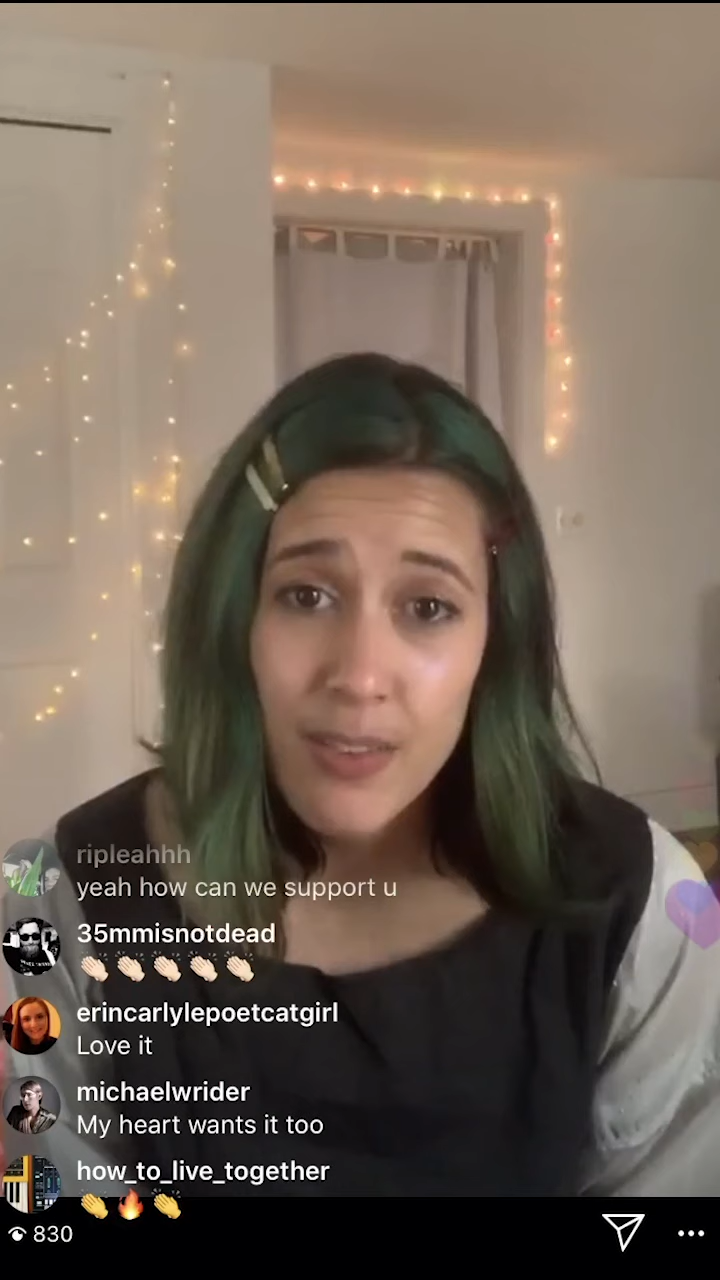 ripleahhh
yeah how can we support u
35mmisnotdead
👏🏻👏🏻👏🏻👏🏻👏🏻
erincarlylepoetcatgirl
Love it
michaelwrider
My heart wants it too
how_to_live_together
👏🔥👏
830